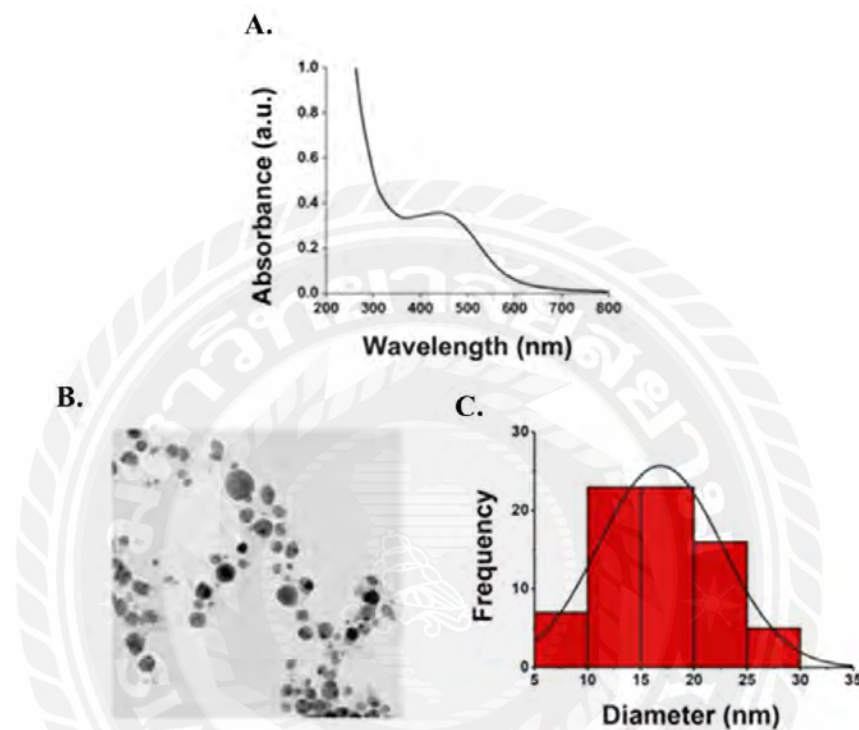 A.
Absorbance (a.u.)
1.0
0.8
0.6
0.4
0.2
0.0
200 300 400 500 600 700 800
Wavelength (nm)
B.
C.
Frequency
30
20
10
0
5 10 15 20 25 30 35
Diameter (nm)